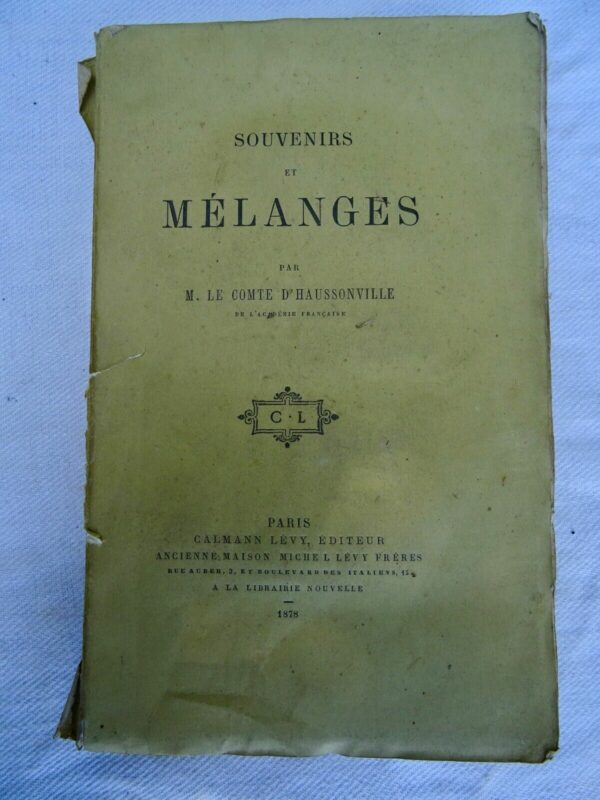 SOUVENIRS
ET
MÉLANGES
PAR
M. LE COMTE D'HAUSSONVILLE
DE L'ACADÉMIE FRANÇAISE
C·L
PARIS
CALMANN LÉVY, ÉDITEUR
ANCIENNE MAISON MICHEL LÉVY FRÈRES
RUE AUBER, 3, ET BOULEVARD DES ITALIENS, 15
A LA LIBRAIRIE NOUVELLE
1878